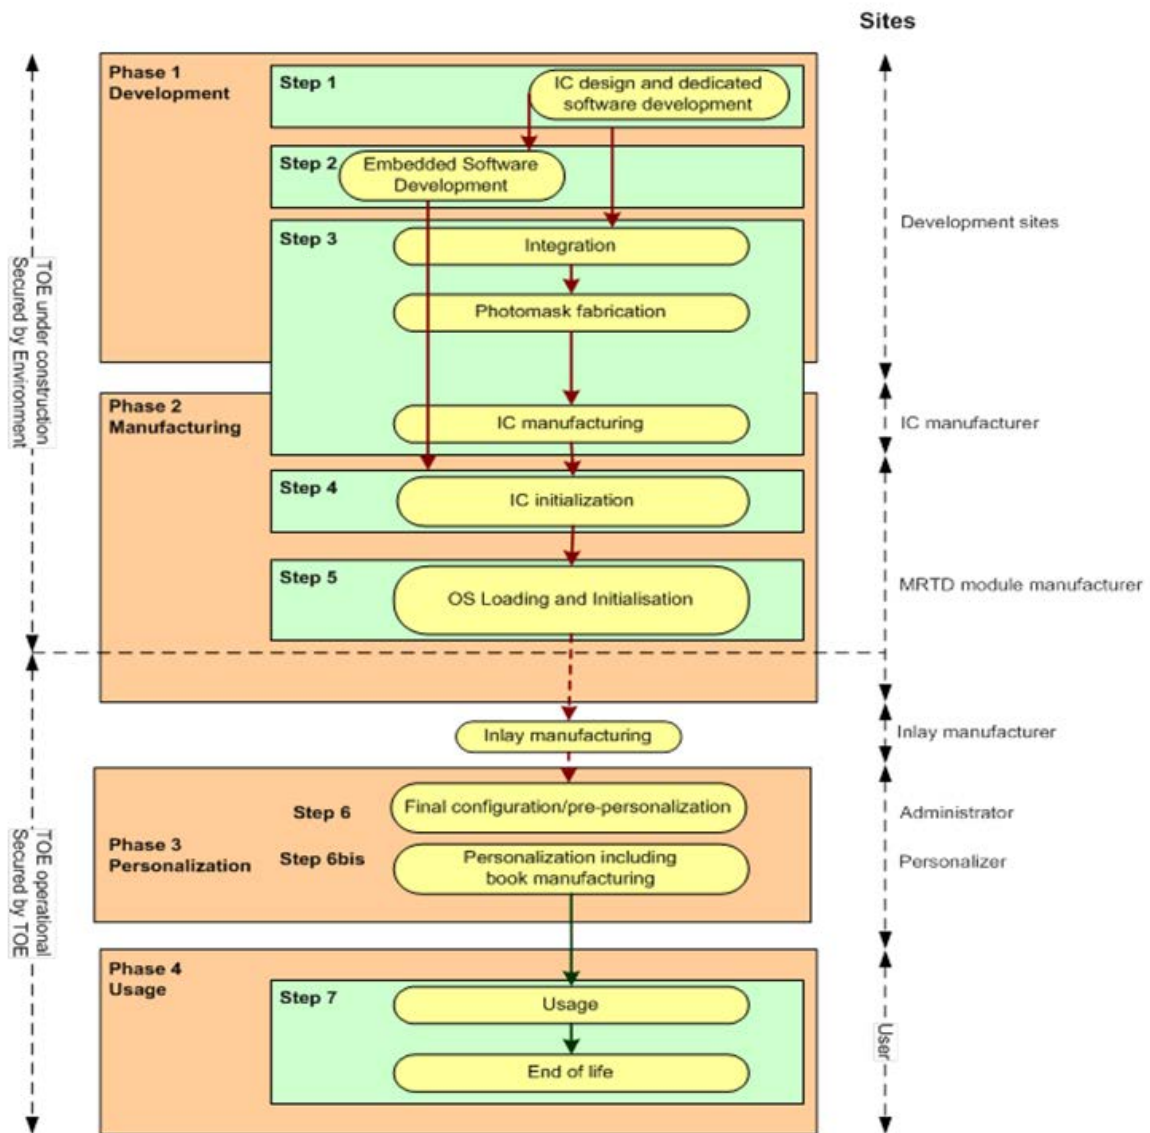 Sites
Phase 1
Development
Step 1
IC design and dedicated
software development
Step 2
Embedded Software
Development
Step 3
Integration
Development sites
Photomask fabrication
TOE under construction
Secured by Environment
Phase 2
Manufacturing
IC manufacturing
IC manufacturer
Step 4
IC initialization
Step 5
OS Loading and Initialisation
MRTD module manufacturer
Inlay manufacturing
Inlay manufacturer
Step 6
Final configuration/pre-personalization
Administrator
Phase 3
Personalization
Step 6bis
Personalization including
book manufacturing
Personalizer
TOE operational
Secured by TOE
Phase 4
Usage
Step 7
Usage
End of life
User